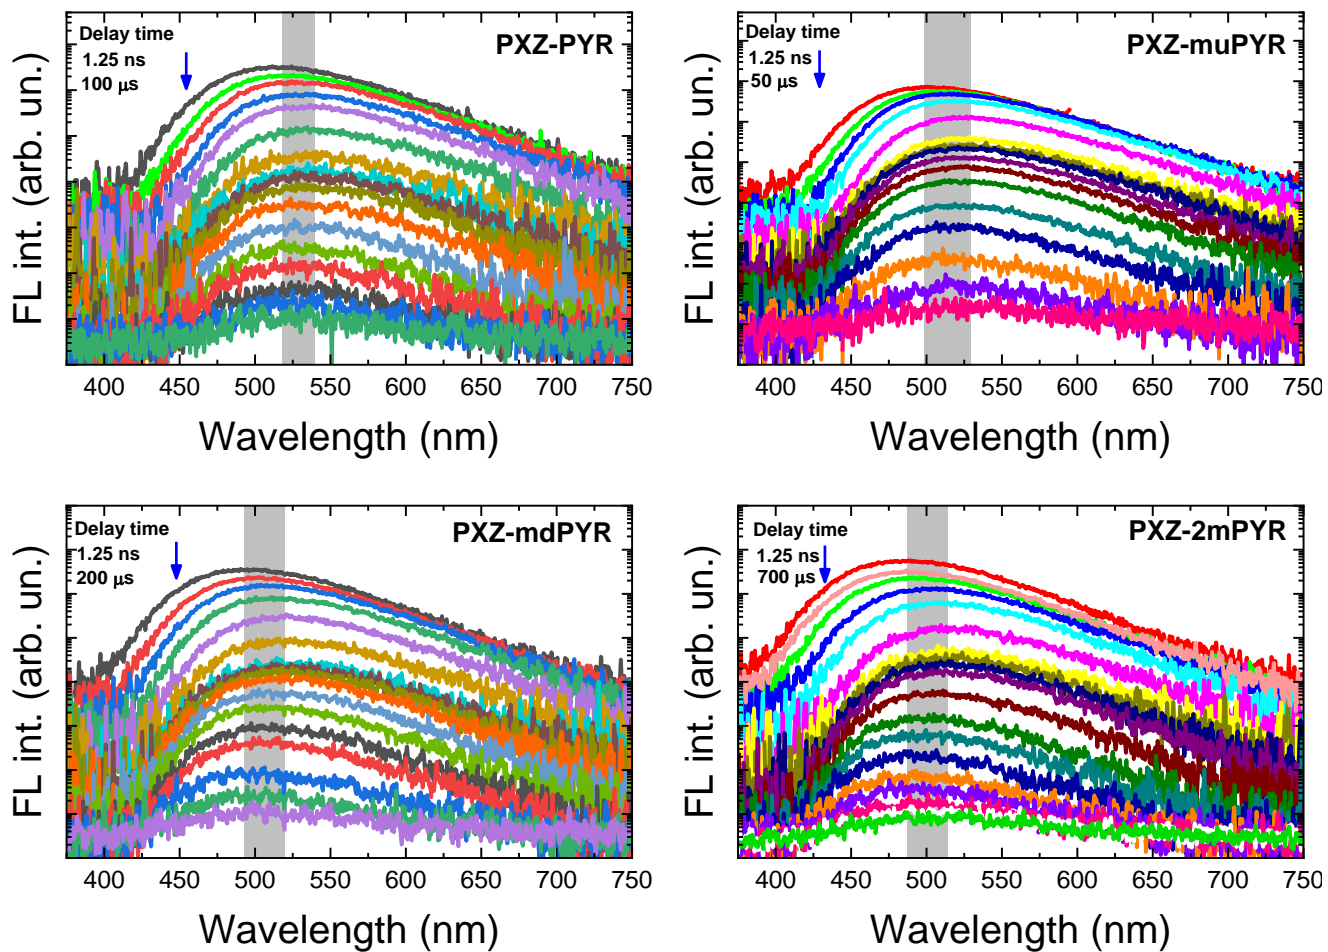 Delay time
1.25 ns
100 µs
PXZ-PYR
FL int. (arb. un.)
400 450 500 550 600 650 700 750
Wavelength (nm)
Delay time
1.25 ns
50 µs
PXZ-muPYR
FL int. (arb. un.)
400 450 500 550 600 650 700 750
Wavelength (nm)
Delay time
1.25 ns
200 µs
PXZ-mdPYR
FL int. (arb. un.)
400 450 500 550 600 650 700 750
Wavelength (nm)
Delay time
1.25 ns
700 µs
PXZ-2mPYR
FL int. (arb. un.)
400 450 500 550 600 650 700 750
Wavelength (nm)